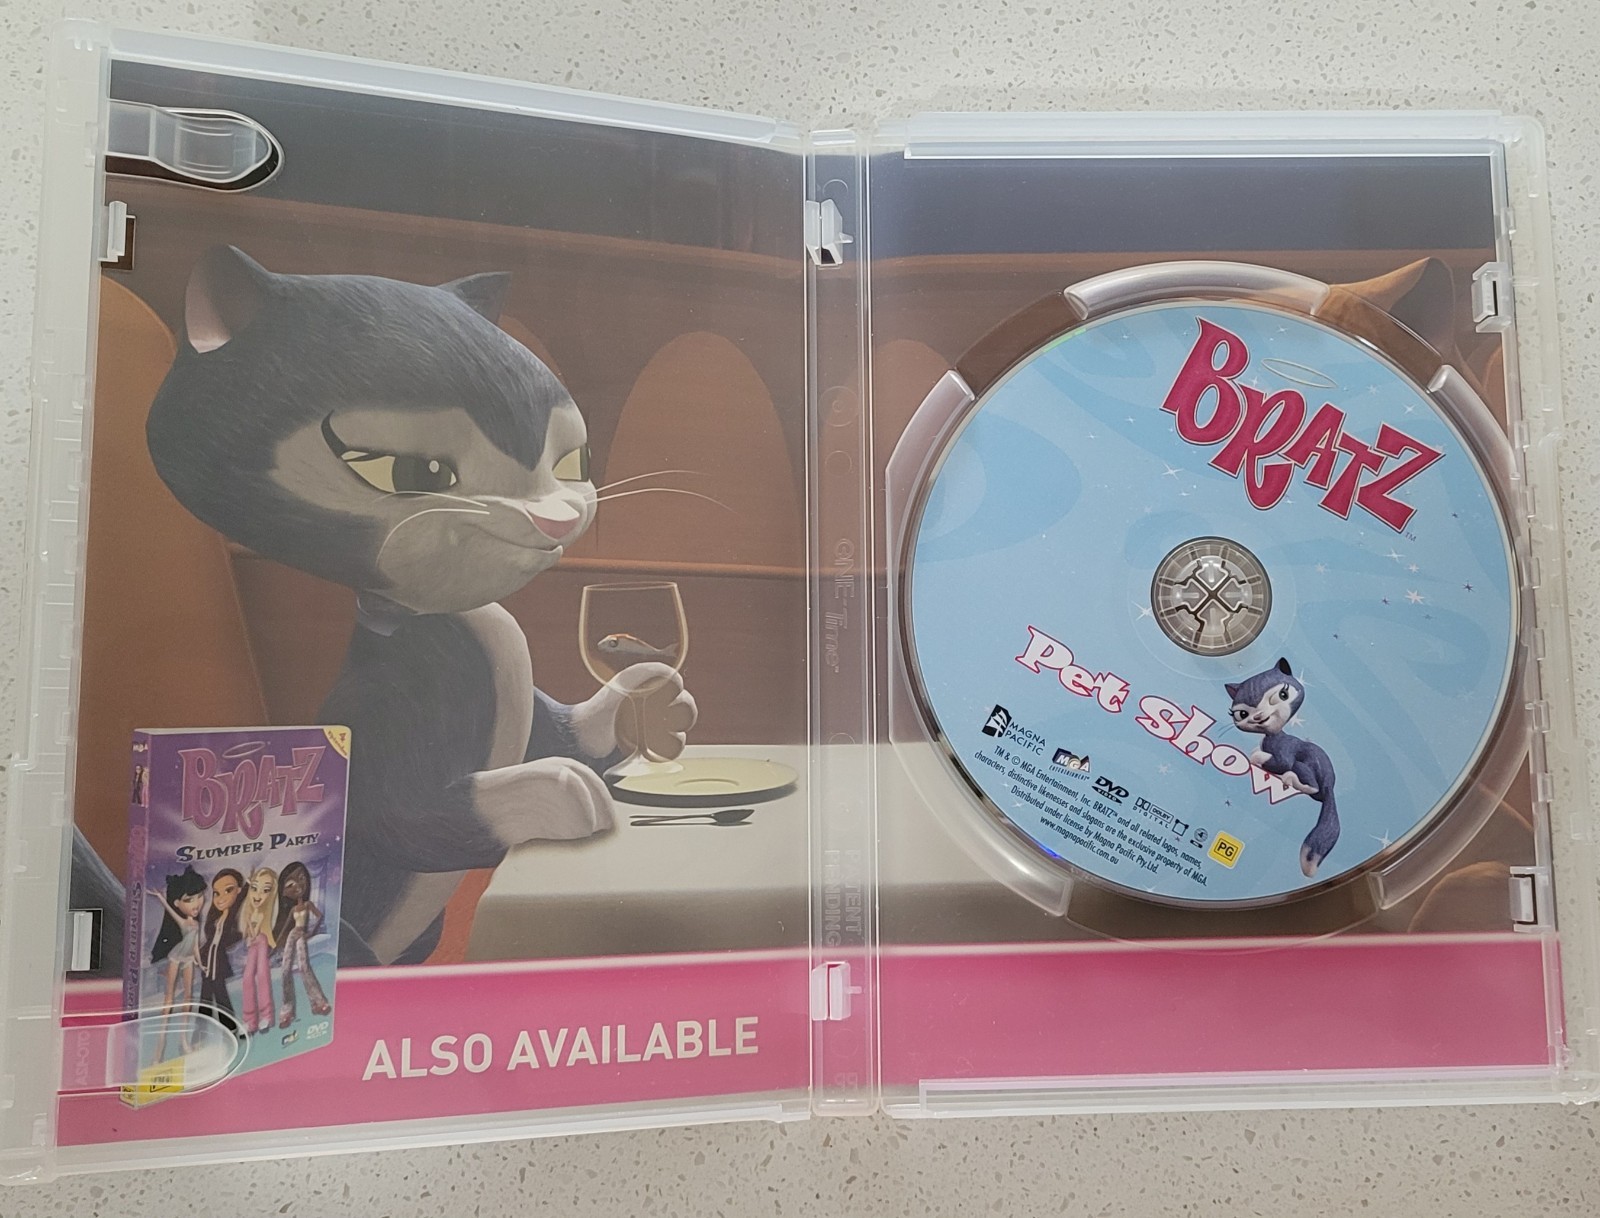 BRATZ
SLUMBER PARTY
DVD
ALSO AVAILABLE
ONE-Time
PENDING
BRATZ
TM
Pet Show
MAGNA
PACIFIC
MGA
ENTERTAINMENT
DVD
VIDEO
DOLBY
DIGITAL
4
PG
TM & © MGA Entertainment, Inc. BRATZ™ and all related logos, names,
characters, distinctive likenesses and slogans are the exclusive property of MGA.
Distributed under license by Magna Pacific Pty.Ltd.
www.magnapacific.com.au